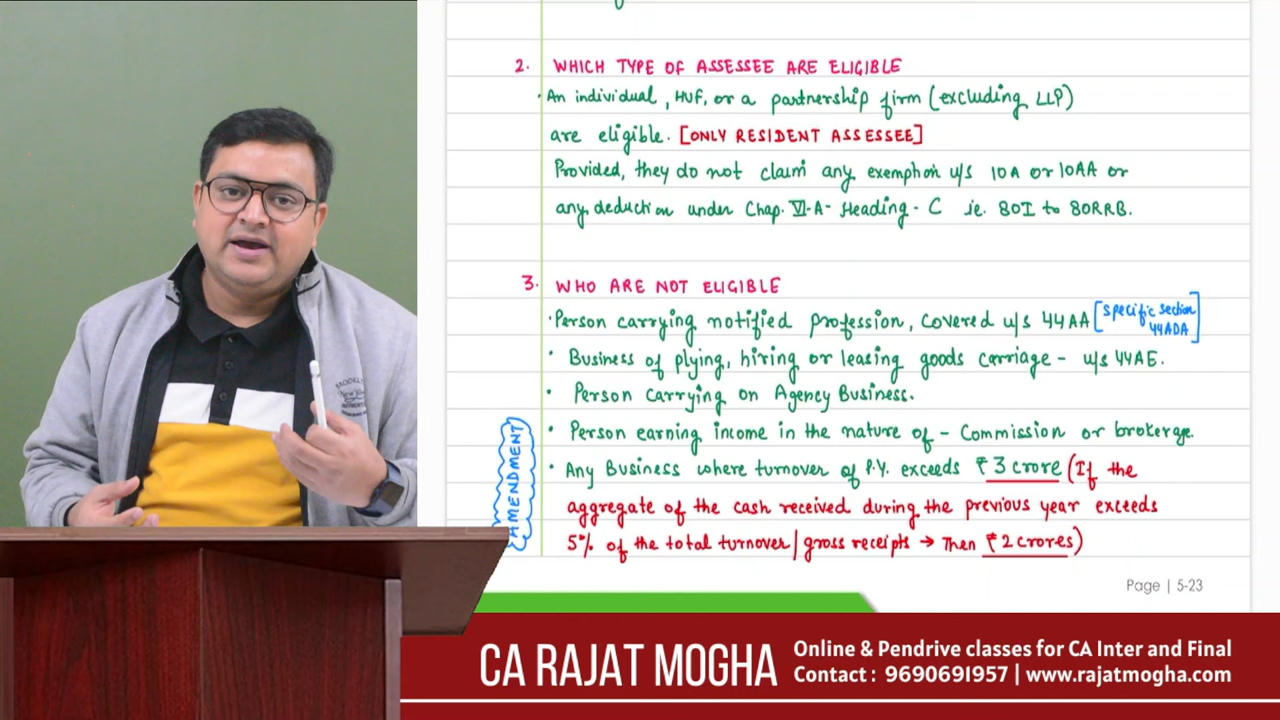 2. WHICH TYPE OF ASSESSEE ARE ELIGIBLE
· An individual, HUF, or a partnership firm (excluding LLP)
are eligible. [ONLY RESIDENT ASSESSEE]
Provided, they do not claim any exemption u/s 10A or 10AA or
any deduction under Chap. VI-A- Heading - C ie. 80I to 80RRB.
3. WHO ARE NOT ELIGIBLE
· Person carrying notified profession, covered u/s 44AA [specific section
44ADA]
· Business of plying, hiring or leasing goods carriage - u/s 44AE.
· Person carrying on Agency Business.
· Person earning income in the nature of - Commission or brokerage.
AMENDMENT
· Any Business where turnover of P.Y. exceeds ₹3 crore (If the
aggregate of the cash received during the previous year exceeds
5% of the total turnover/gross receipts → Then ₹2 crores)
Page | 5-23
CA RAJAT MOGHA
Online & Pendrive classes for CA Inter and Final
Contact : 9690691957 | www.rajatmogha.com